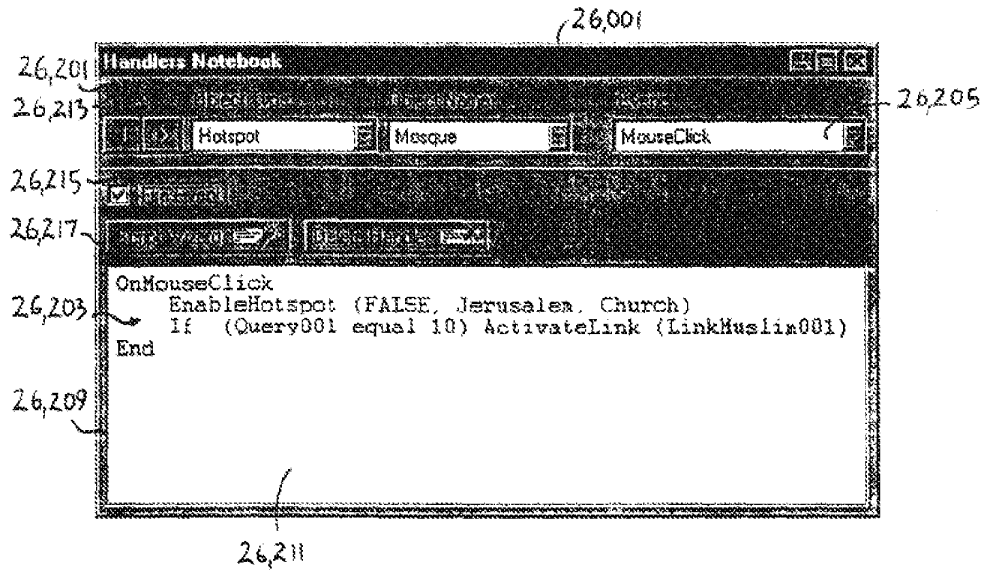 26,001
Handlers Notebook
26,201
26,213
26,205
Hotspot Mosque MouseClick
26,215
26,217
OnMouseClick
EnableHotspot (FALSE, Jerusalem, Church)
26,203
If (Query001 equal 10) ActivateLink (LinkMuslim001)
End
26,209
26,211